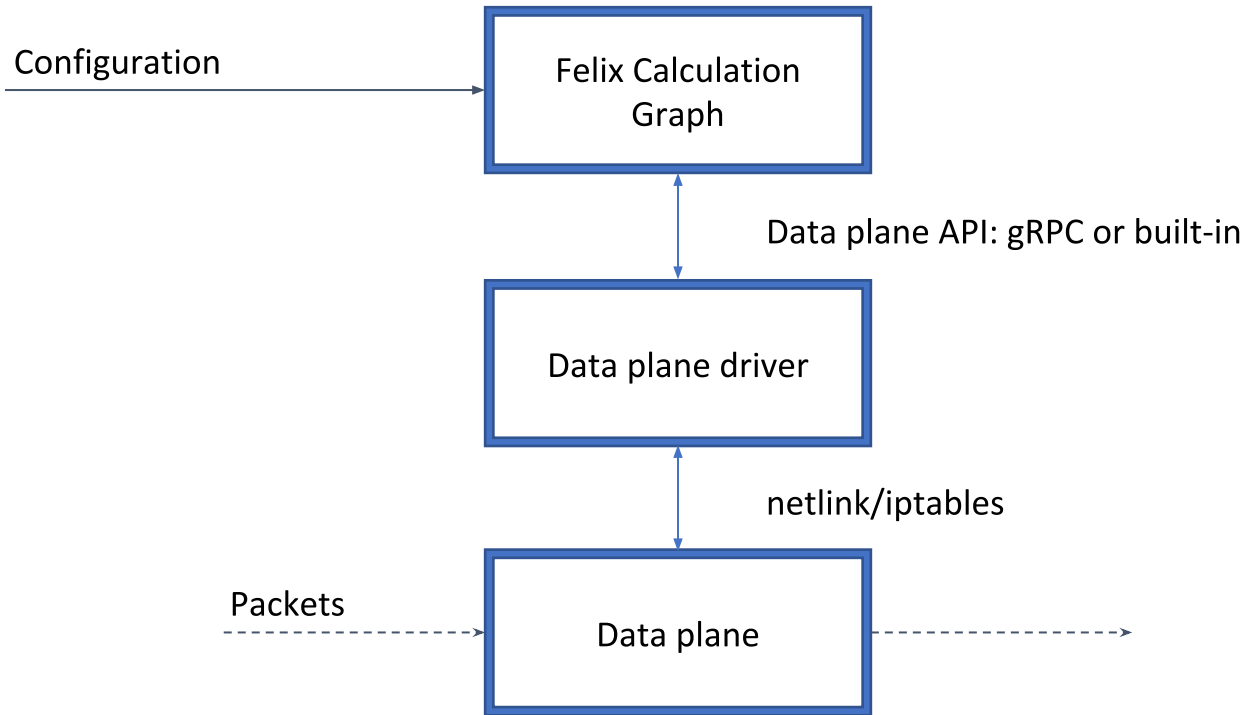 Configuration
Felix Calculation
Graph
Data plane API: gRPC or built-in
Data plane driver
netlink/iptables
Packets
Data plane